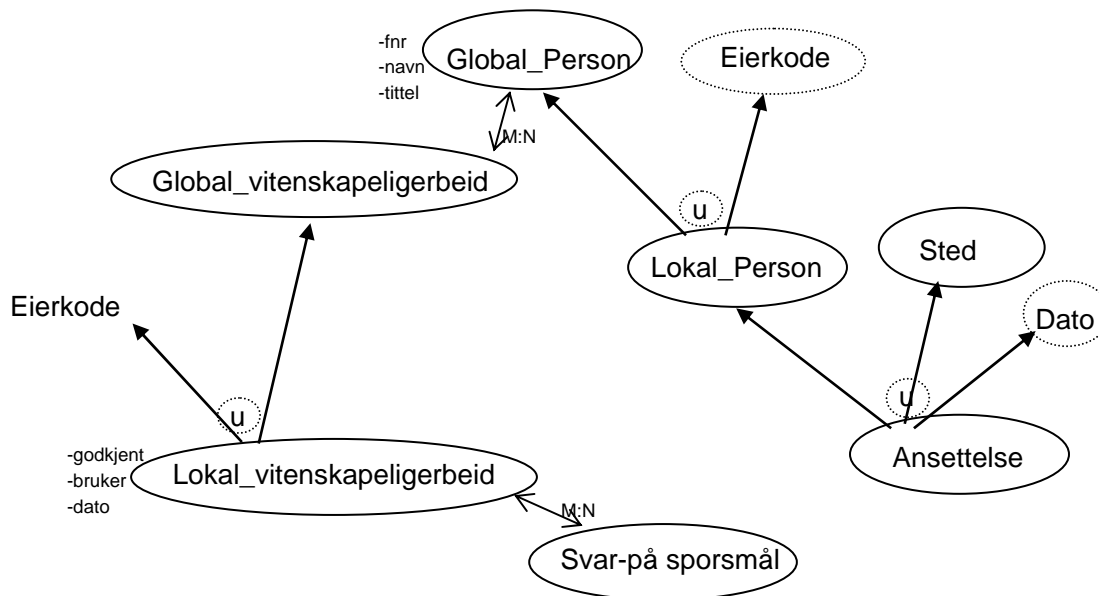 -fnr
-navn
-tittel
Global_Person
Eierkode
M:N
Global_vitenskapeligerbeid
u
Lokal_Person
Sted
Dato
Eierkode
u
u
Ansettelse
-godkjent
-bruker
-dato
Lokal_vitenskapeligerbeid
M:N
Svar-på sporsmål